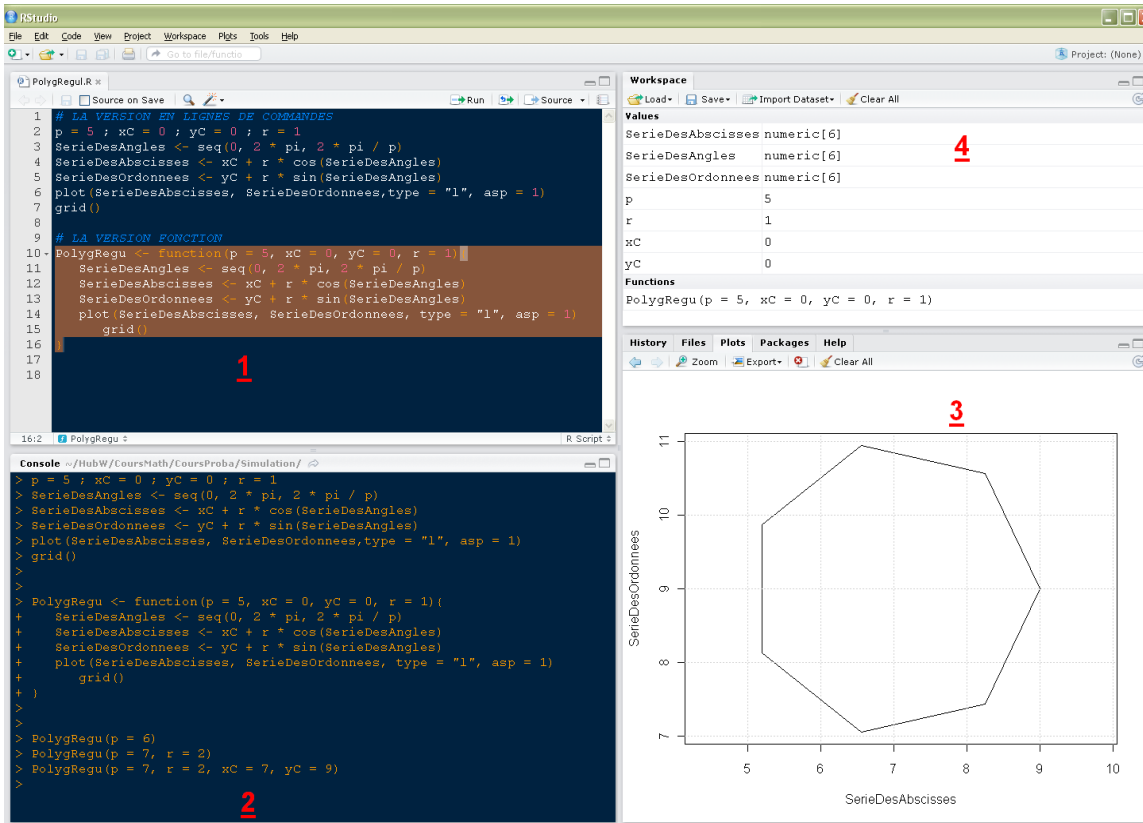 RStudio
File Edit Code View Project Workspace Plots Tools Help
Go to file/functio
Project: (None)
PolygRegul.R
Source on Save
Run
Source
1 # LA VERSION EN LIGNES DE COMMANDES
2 p = 5 ; xC = 0 ; yC = 0 ; r = 1
3 SerieDesAngles <- seq(0, 2 * pi, 2 * pi / p)
4 SerieDesAbscisses <- xC + r * cos(SerieDesAngles)
5 SerieDesOrdonnees <- yC + r * sin(SerieDesAngles)
6 plot(SerieDesAbscisses, SerieDesOrdonnees,type = "l", asp = 1)
7 grid()
8
9 # LA VERSION FONCTION
10 PolygRegu <- function(p = 5, xC = 0, yC = 0, r = 1)
11 SerieDesAngles <- seq(0, 2 * pi, 2 * pi / p)
12 SerieDesAbscisses <- xC + r * cos(SerieDesAngles)
13 SerieDesOrdonnees <- yC + r * sin(SerieDesAngles)
14 plot(SerieDesAbscisses, SerieDesOrdonnees, type = "l", asp = 1)
15 grid()
16 }
17
18
1
16:2 PolygRegu
R Script
Console ~/HubW/CoursMath/CoursProba/Simulation/
> p = 5 ; xC = 0 ; yC = 0 ; r = 1
> SerieDesAngles <- seq(0, 2 * pi, 2 * pi / p)
> SerieDesAbscisses <- xC + r * cos(SerieDesAngles)
> SerieDesOrdonnees <- yC + r * sin(SerieDesAngles)
> plot(SerieDesAbscisses, SerieDesOrdonnees,type = "l", asp = 1)
> grid()
>
>
> PolygRegu <- function(p = 5, xC = 0, yC = 0, r = 1){
+ SerieDesAngles <- seq(0, 2 * pi, 2 * pi / p)
+ SerieDesAbscisses <- xC + r * cos(SerieDesAngles)
+ SerieDesOrdonnees <- yC + r * sin(SerieDesAngles)
+ plot(SerieDesAbscisses, SerieDesOrdonnees, type = "l", asp = 1)
+ grid()
+ }
>
>
> PolygRegu(p = 6)
> PolygRegu(p = 7, r = 2)
> PolygRegu(p = 7, r = 2, xC = 7, yC = 9)
>
2
Workspace
Load Save Import Dataset Clear All
Values
SerieDesAbscisses numeric[6]
4
SerieDesAngles numeric[6]
SerieDesOrdonnees numeric[6]
p 5
r 1
xC 0
yC 0
Functions
PolygRegu(p = 5, xC = 0, yC = 0, r = 1)
History Files Plots Packages Help
Zoom Export Clear All
3
11
10
9
8
7
SerieDesOrdonnees
5 6 7 8 9 10
SerieDesAbscisses